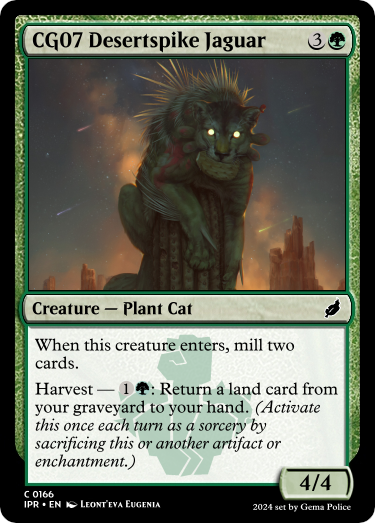 CG07 Desertspike Jaguar 3
Creature — Plant Cat
When this creature enters, mill two
cards.
Harvest — 1 : Return a land card from
your graveyard to your hand. (Activate
this once each turn as a sorcery by
sacrificing this or another artifact or
enchantment.)
4/4
C 0166
IPR • EN Leont'eva Eugenia
2024 set by Gema Police